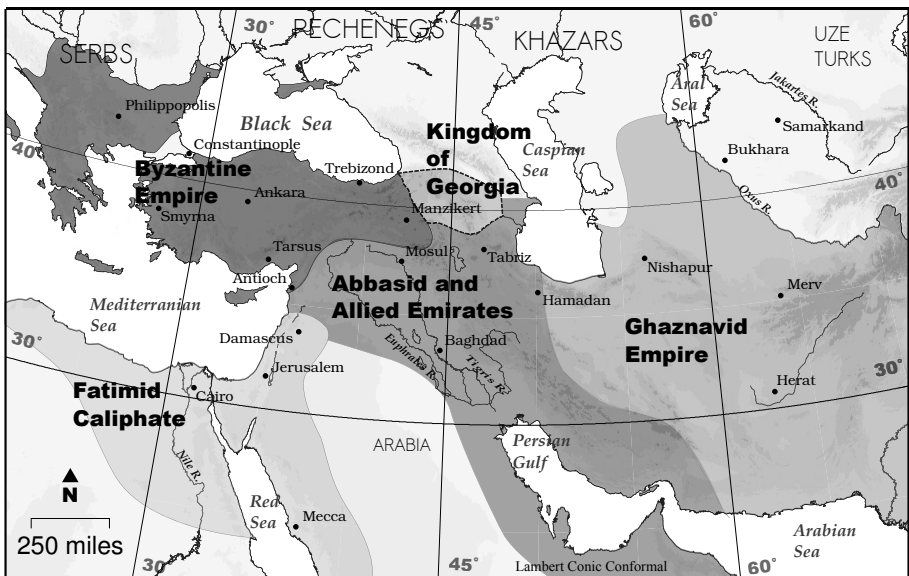 30°
PECHENEGS
45°
KHAZARS
60°
UZE
TURKS
SERBS
Philippopolis
Black Sea
Constantinople
40°
Byzantine
Empire
Trebizond
Ankara
Smyrna
Manzikert
Kingdom
of
Georgia
Caspian
Sea
Aral
Sea
Jakartes R.
Samarkand
Bukhara
Oxus R.
40°
Tarsus
Antioch
Mosul
Tabriz
Nishapur
Merv
Mediterranean
Sea
Abbasid and
Allied Emirates
Hamadan
Ghaznavid
Empire
30°
Damascus
Euphrates R.
Baghdad
Tigris R.
Jerusalem
Herat
30°
Fatimid
Caliphate
Cairo
ARABIA
Persian
Gulf
Nile R.
N
Red
Sea
Mecca
250 miles
Arabian
Sea
30°
45°
Lambert Conic Conformal
60°